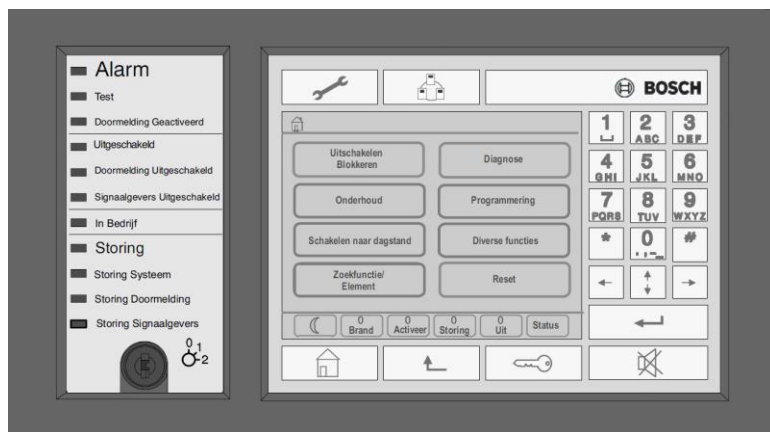 Alarm
Test
Doormelding Geactiveerd
Uitgeschakeld
Doormelding Uitgeschakeld
Signaalgevers Uitgeschakeld
In Bedrijf
Storing
Storing Systeem
Storing Doormelding
Storing Signaalgevers
0
1
2
BOSCH
Uitschakelen
Blokkeren
Diagnose
Onderhoud
Programmering
Schakelen naar dagstand
Diverse functies
Zoekfunctie/
Element
Reset
0
Brand
0
Activeer
0
Storing
0
Uit
Status
1 2 3
ABC DEF
4 5 6
GHI JKL MNO
7 8 9
PQRS TUV WXYZ
* 0 #